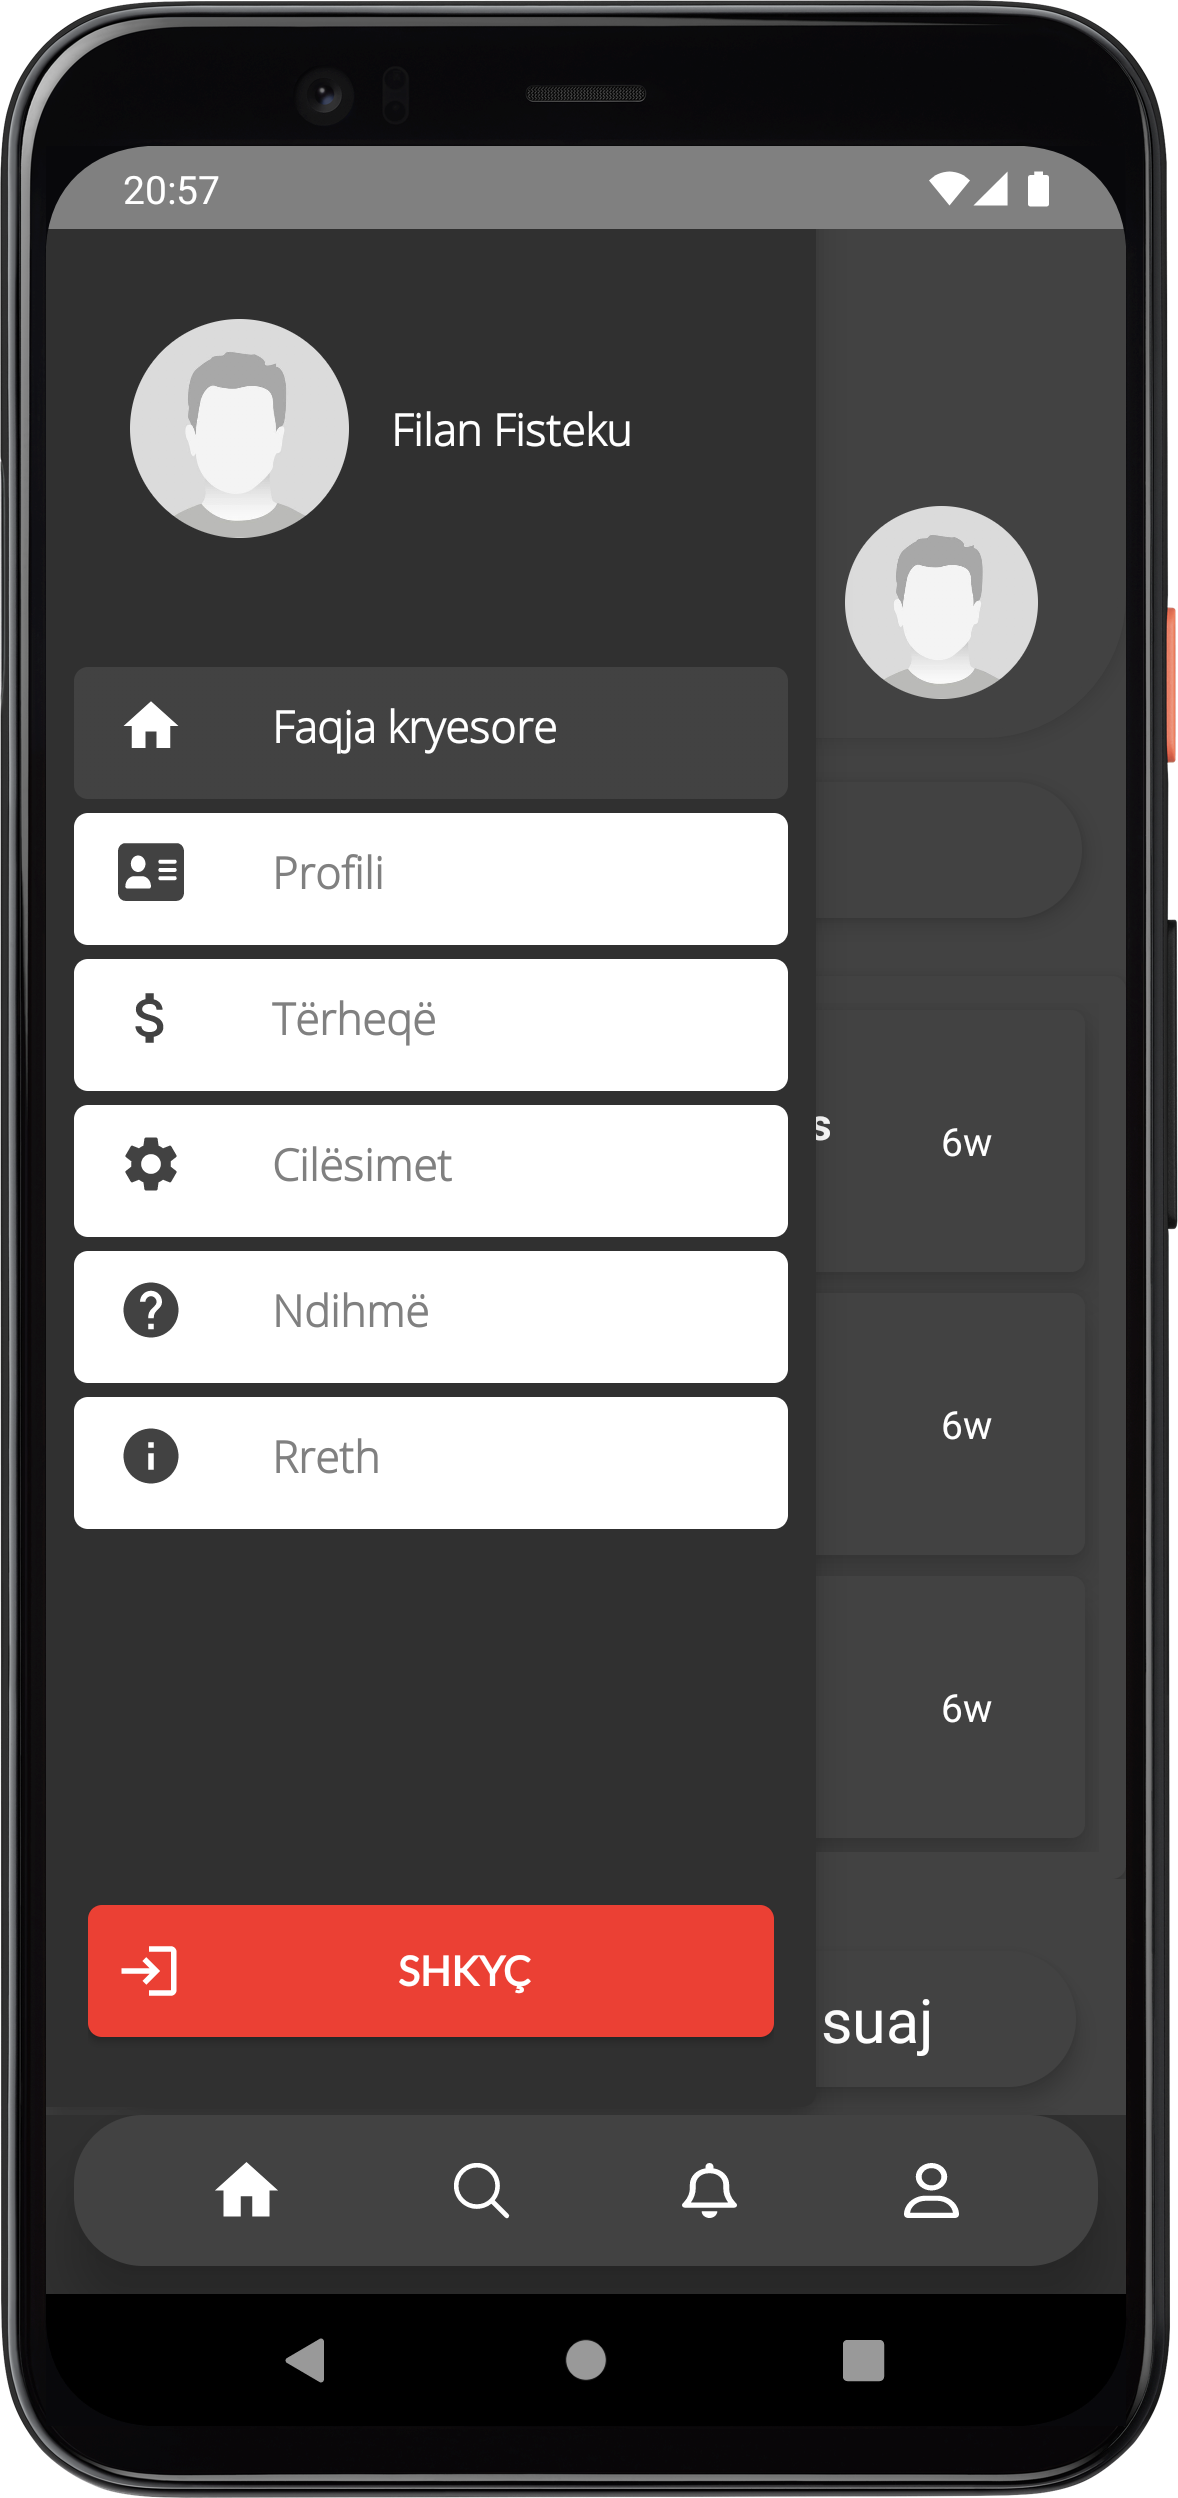 20:57
Filan Fisteku
Faqja kryesore
Profili
Tërheqë
Cilësimet
Ndihmë
Rreth
s
6w
6w
6w
SHKYÇ
suaj